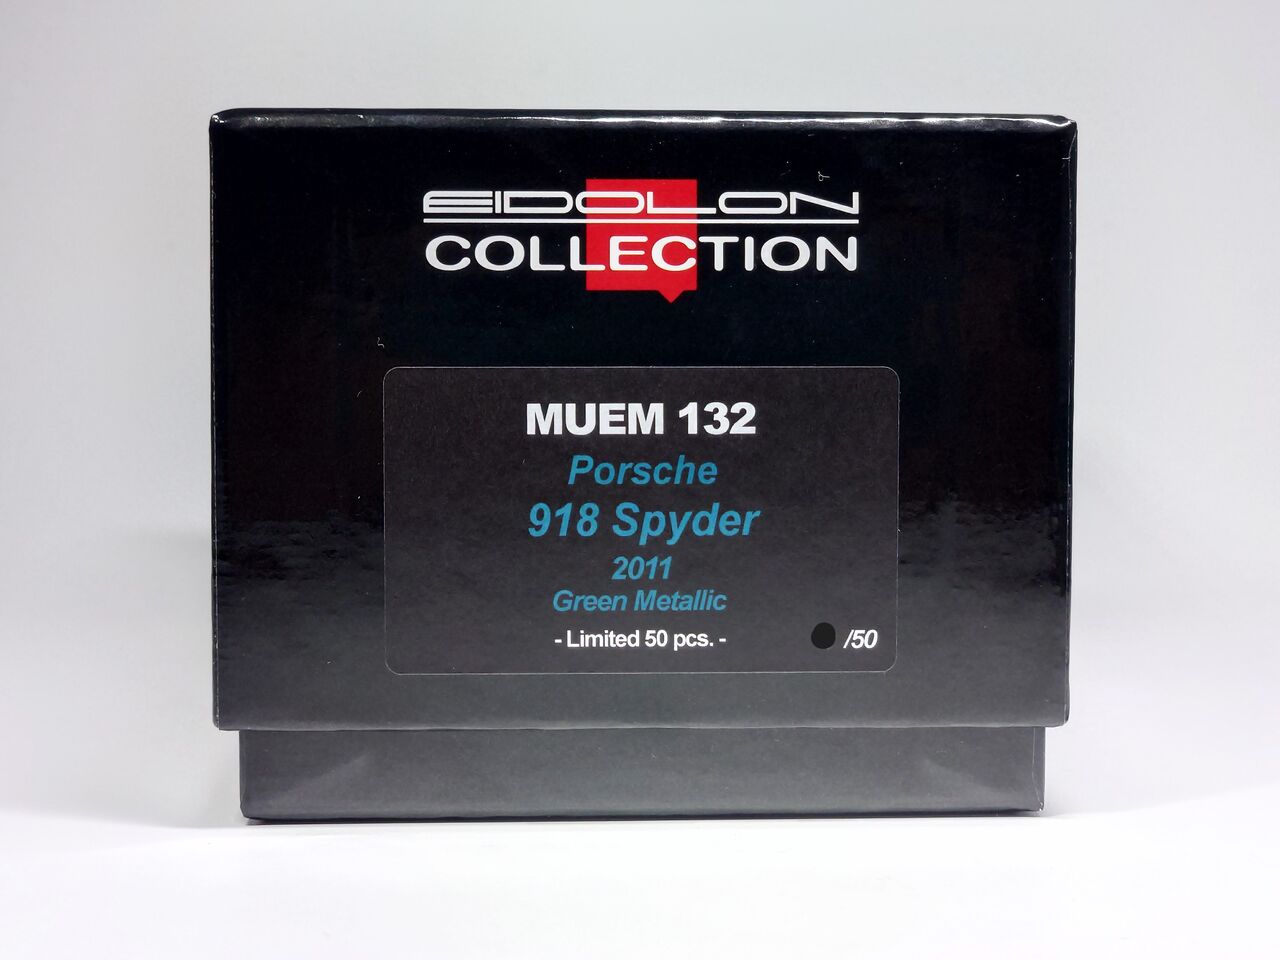 EIDOLON
COLLECTION
MUEM 132
Porsche
918 Spyder
2011
Green Metallic
- Limited 50 pcs. -
/50